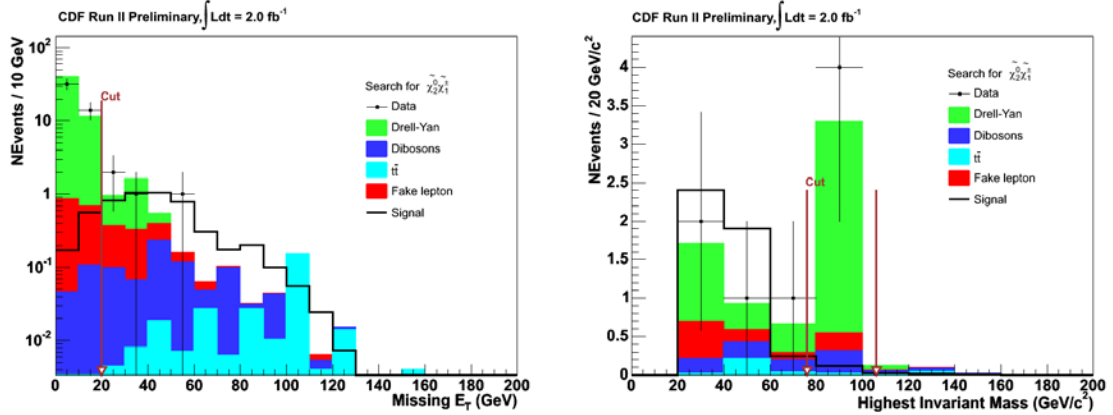 CDF Run II Preliminary,∫Ldt = 2.0 fb⁻¹
NEvents / 10 GeV
10²
10
1
10⁻¹
10⁻²
Cut
Search for χ̃⁰₂χ̃±₁
Data
Drell-Yan
Dibosons
tt̄
Fake lepton
Signal
0 20 40 60 80 100 120 140 160 180 200
Missing E_T (GeV)
CDF Run II Preliminary,∫Ldt = 2.0 fb⁻¹
NEvents / 20 GeV/c²
4
3.5
3
2.5
2
1.5
1
0.5
0
Cut
Search for χ̃⁰₂χ̃±₁
Data
Drell-Yan
Dibosons
tt̄
Fake lepton
Signal
0 20 40 60 80 100 120 140 160 180 200
Highest Invariant Mass (GeV/c²)